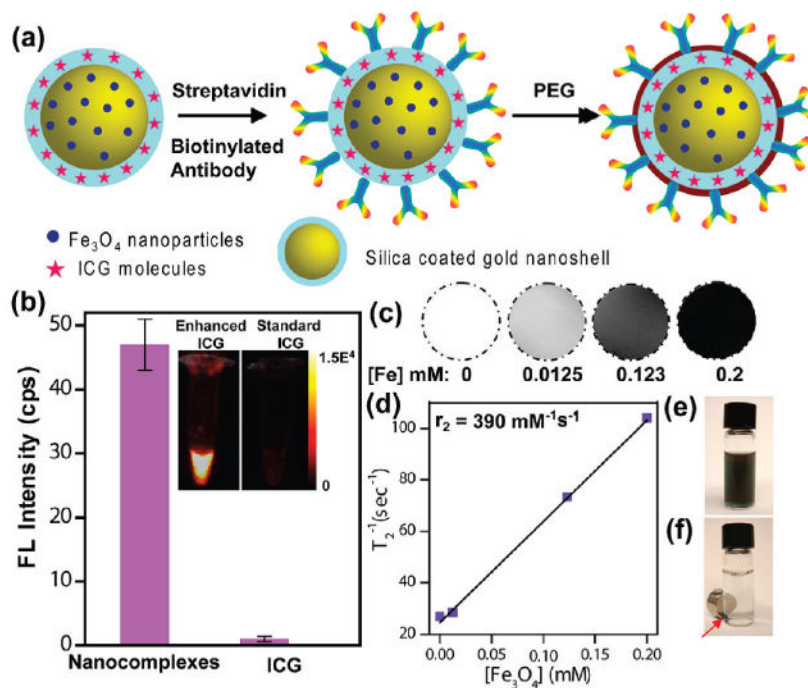 (a)
Streptavidin
Biotinylated
Antibody
PEG
Fe₃O₄ nanoparticles
ICG molecules
Silica coated gold nanoshell
(b)
FL Intensity (cps)
50
40
30
20
10
0
Enhanced Standard
ICG ICG
1.5E⁴
0
Nanocomplexes ICG
(c)
[Fe] mM: 0 0.0125 0.123 0.2
(d)
r₂ = 390 mM⁻¹s⁻¹
T₂⁻¹(sec⁻¹)
100
80
60
40
20
0.00 0.05 0.10 0.15 0.20
[Fe₃O₄] (mM)
(e)
(f)